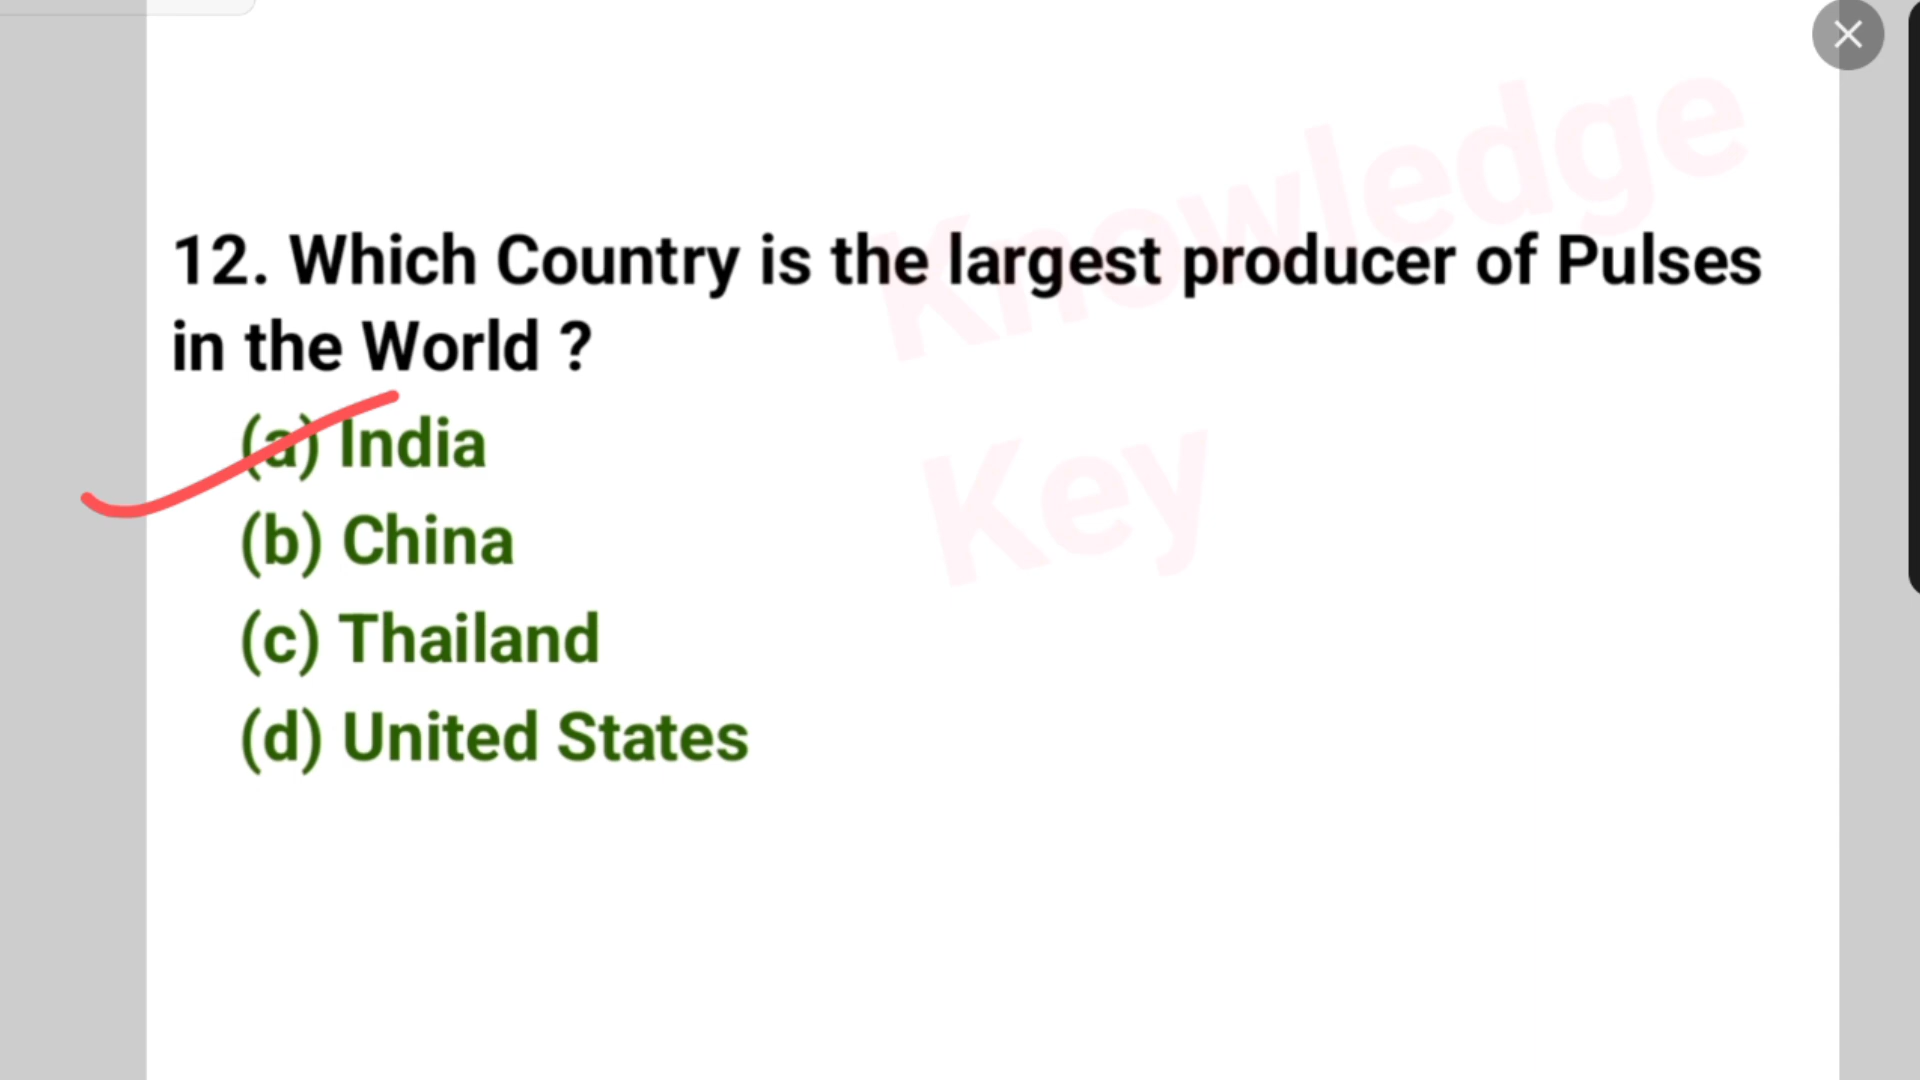 Knowledge
12. Which Country is the largest producer of Pulses
in the World ?
(a) India
Key
(b) China
(c) Thailand
(d) United States